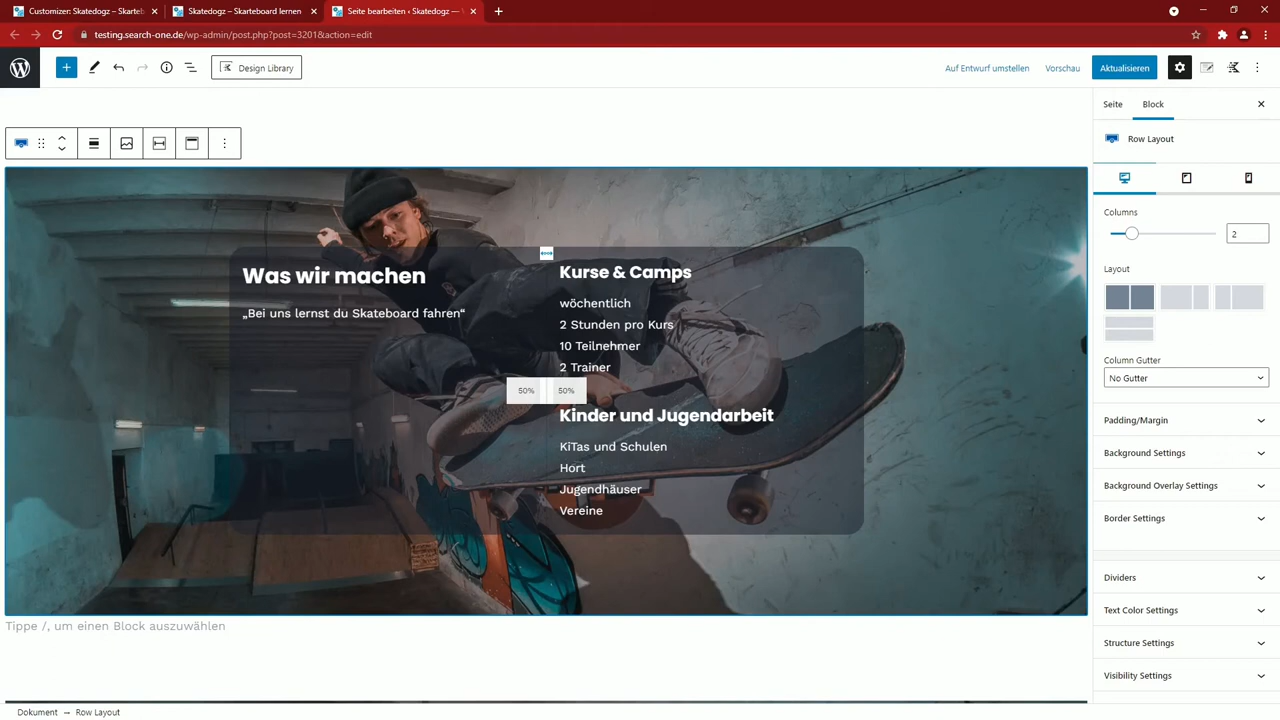 Customizer: Skatedogz – Skarteb
Skatedogz – Skarteboard lernen
Seite bearbeiten ‹ Skatedogz — W
testing.search-one.de/wp-admin/post.php?post=3201&action=edit
Design Library
Auf Entwurf umstellen
Vorschau
Aktualisieren
Seite
Block
Row Layout
Columns
2
Layout
Column Gutter
No Gutter
Padding/Margin
Background Settings
Background Overlay Settings
Border Settings
Dividers
Text Color Settings
Structure Settings
Visibility Settings
Was wir machen
„Bei uns lernst du Skateboard fahren“
Kurse & Camps
wöchentlich
2 Stunden pro Kurs
10 Teilnehmer
2 Trainer
50% 50%
Kinder und Jugendarbeit
KiTas und Schulen
Hort
Jugendhäuser
Vereine
Tippe /, um einen Block auszuwählen
Dokument → Row Layout